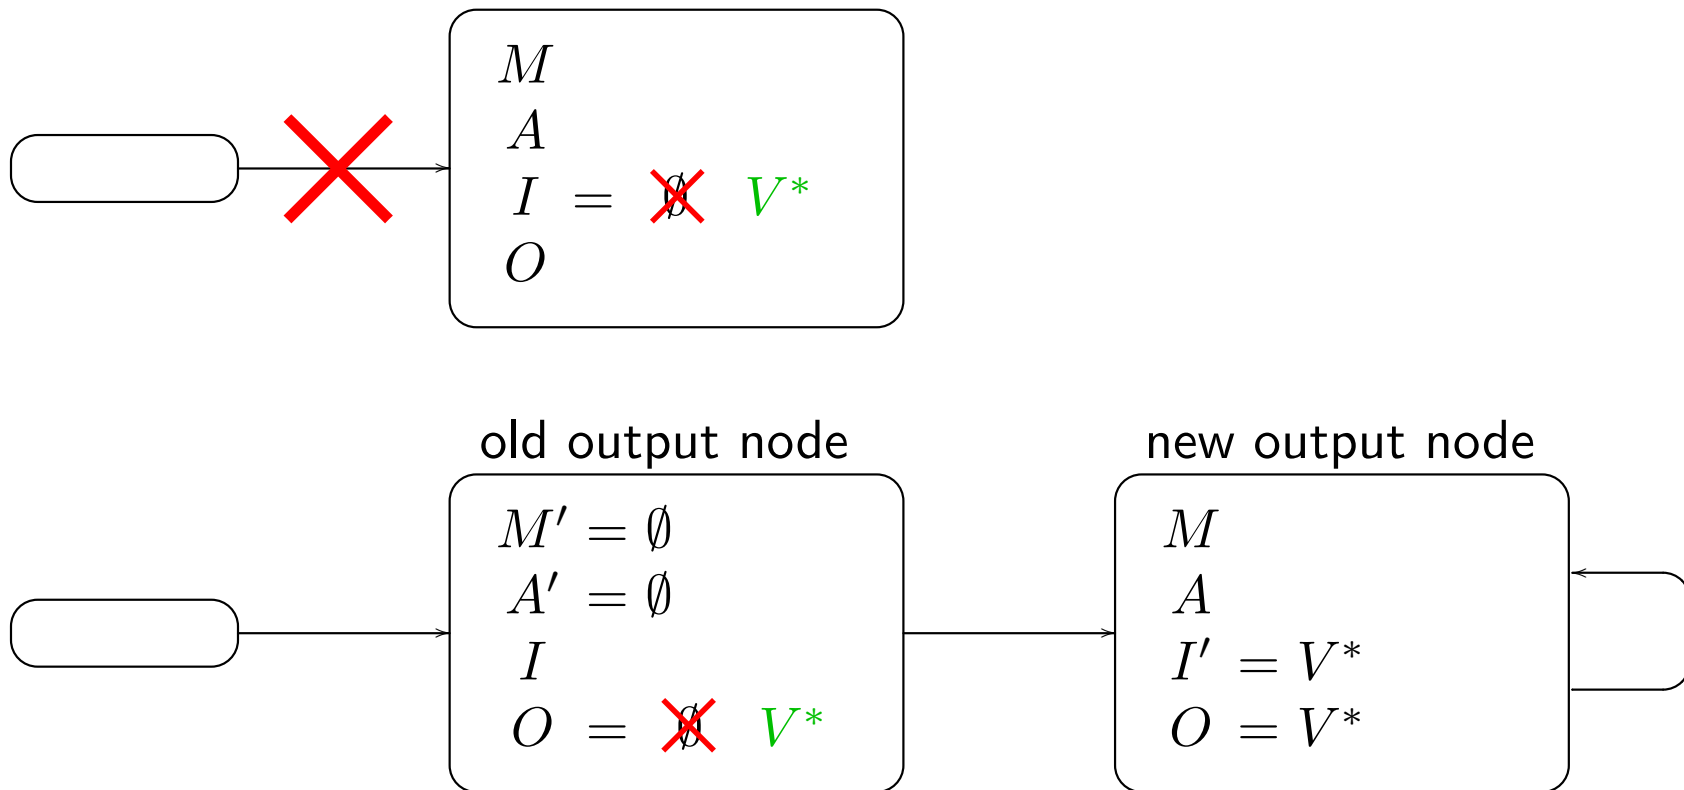 M
A
I = ∅ V*
O
old output node
new output node
M′ = ∅
A′ = ∅
I
O = ∅ V*
M
A
I′ = V*
O = V*